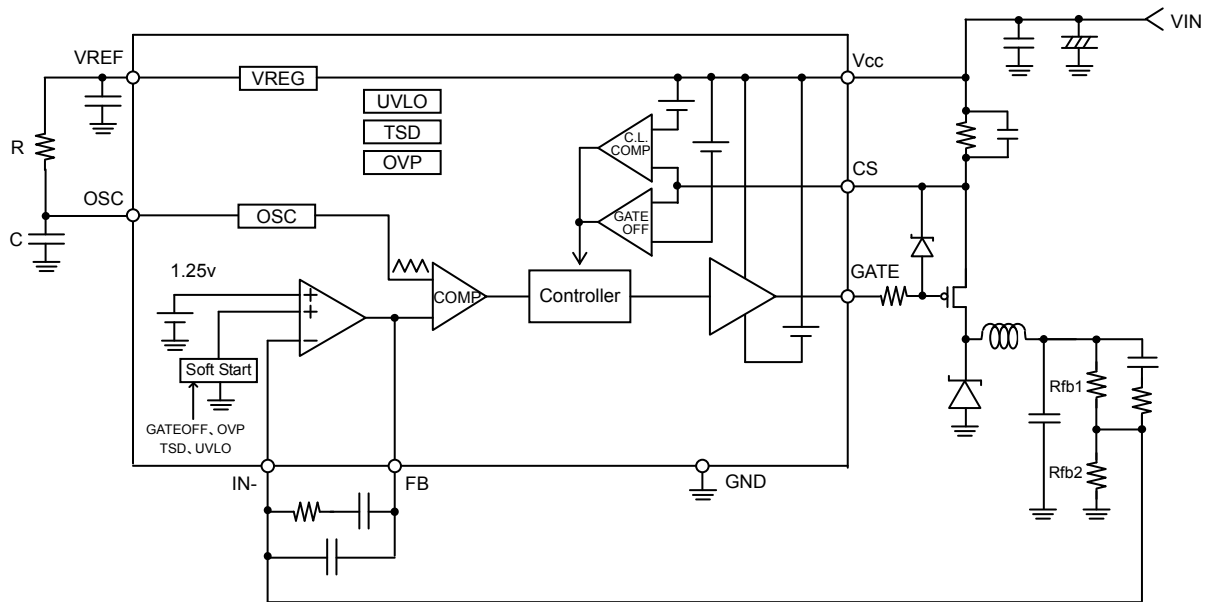 VIN
VREF
VREG
Vcc
UVLO
TSD
OVP
C.L.
COMP
R
CS
OSC
OSC
GATE
OFF
C
1.25v
GATE
COMP
Controller
Soft Start
Rfb1
GATEOFF、OVP
TSD、UVLO
Rfb2
IN-
FB
GND